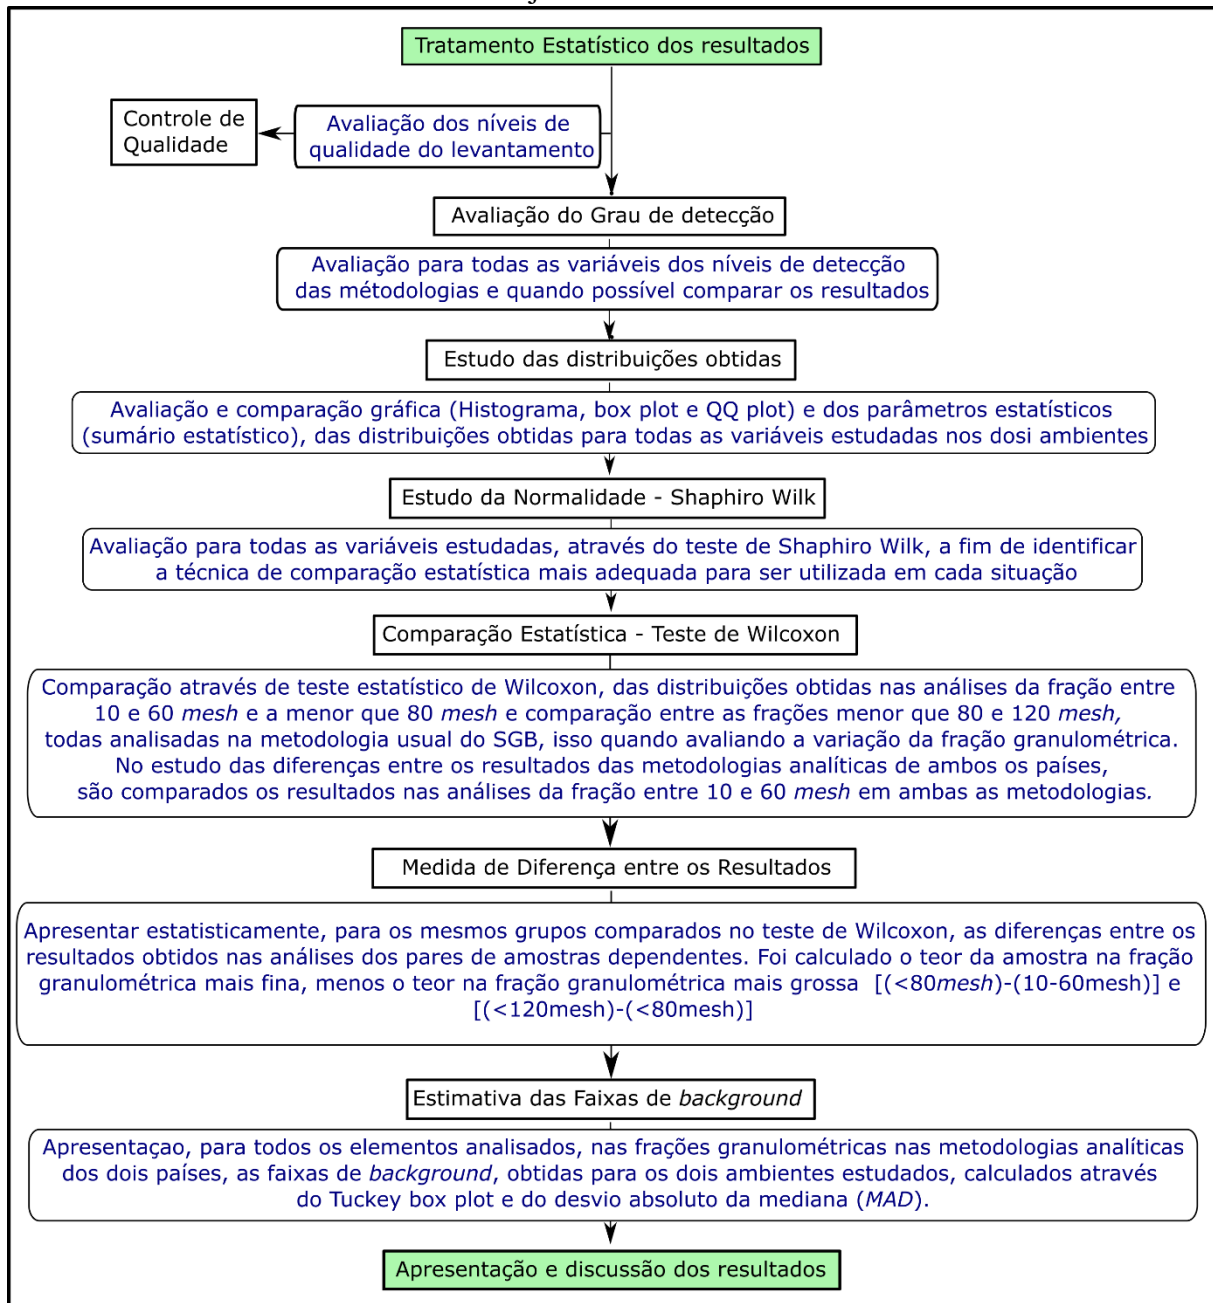 Tratamento Estatístico dos resultados
Controle de
Qualidade
Avaliação dos níveis de
qualidade do levantamento
Avaliação do Grau de detecção
Avaliação para todas as variáveis dos níveis de detecção
das métodologias e quando possível comparar os resultados
Estudo das distribuições obtidas
Avaliação e comparação gráfica (Histograma, box plot e QQ plot) e dos parâmetros estatísticos
(sumário estatístico), das distribuições obtidas para todas as variáveis estudadas nos dosi ambientes
Estudo da Normalidade - Shaphiro Wilk
Avaliação para todas as variáveis estudadas, através do teste de Shaphiro Wilk, a fim de identificar
a técnica de comparação estatística mais adequada para ser utilizada em cada situação
Comparação Estatística - Teste de Wilcoxon
Comparação através de teste estatístico de Wilcoxon, das distribuições obtidas nas análises da fração entre
10 e 60 mesh e a menor que 80 mesh e comparação entre as frações menor que 80 e 120 mesh,
todas analisadas na metodologia usual do SGB, isso quando avaliando a variação da fração granulométrica.
No estudo das diferenças entre os resultados das metodologias analíticas de ambos os países,
são comparados os resultados nas análises da fração entre 10 e 60 mesh em ambas as metodologias.
Medida de Diferença entre os Resultados
Apresentar estatisticamente, para os mesmos grupos comparados no teste de Wilcoxon, as diferenças entre os
resultados obtidos nas análises dos pares de amostras dependentes. Foi calculado o teor da amostra na fração
granulométrica mais fina, menos o teor na fração granulométrica mais grossa [(<80mesh)-(10-60mesh)] e
[(<120mesh)-(<80mesh)]
Estimativa das Faixas de background
Apresentaçao, para todos os elementos analisados, nas frações granulométricas nas metodologias analíticas
dos dois países, as faixas de background, obtidas para os dois ambientes estudados, calculados através
do Tuckey box plot e do desvio absoluto da mediana (MAD).
Apresentação e discussão dos resultados